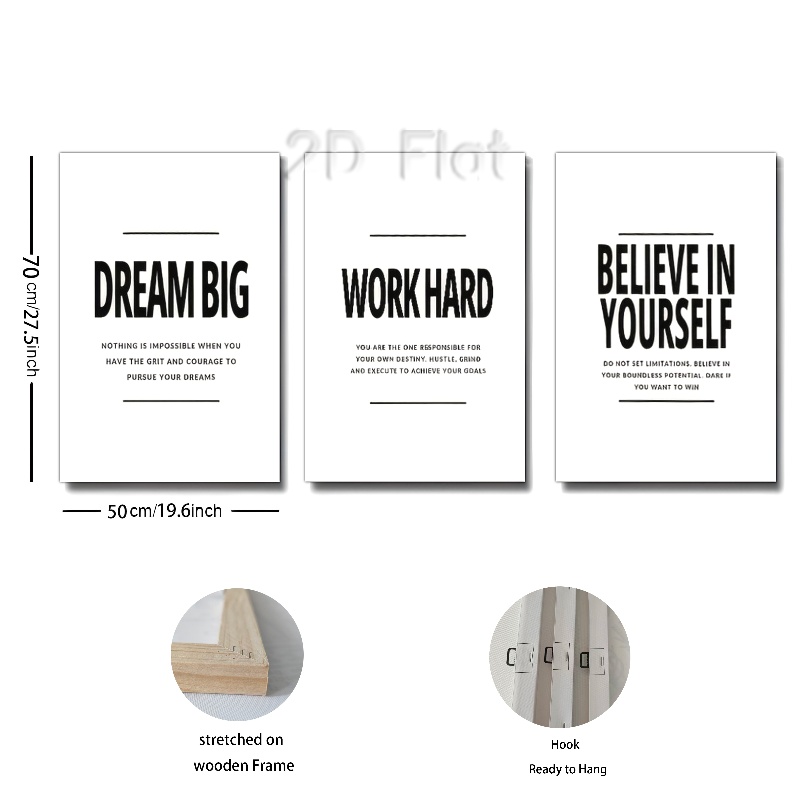 2D Flat
DREAM BIG
NOTHING IS IMPOSSIBLE WHEN YOU
HAVE THE GRIT AND COURAGE TO
PURSUE YOUR DREAMS
WORK HARD
YOU ARE THE ONE RESPONSIBLE FOR
YOUR OWN DESTINY. HUSTLE, GRIND
AND EXECUTE TO ACHIEVE YOUR GOALS
BELIEVE IN
YOURSELF
DO NOT SET LIMITATIONS. BELIEVE IN
YOUR BOUNDLESS POTENTIAL. DARE IF
YOU WANT TO WIN
70 cm/27.5inch
50cm/19.6inch
stretched on
wooden Frame
Hook
Ready to Hang